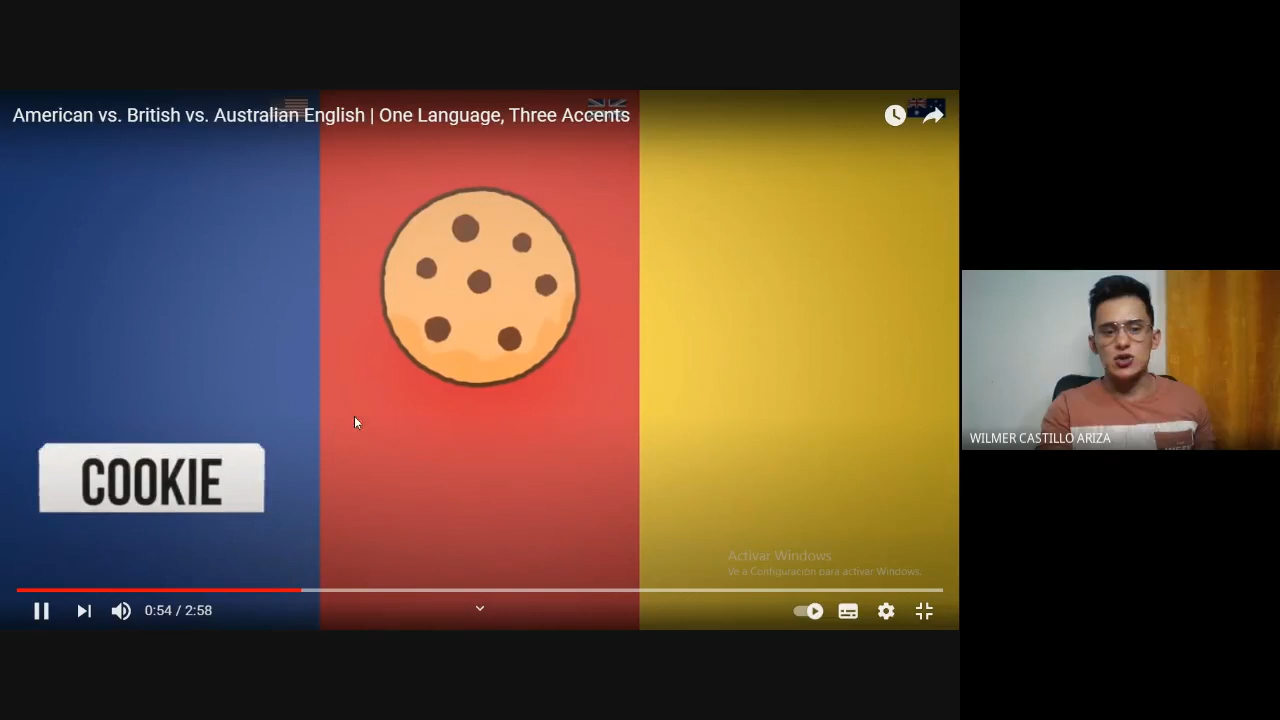 American vs. British vs. Australian English | One Language, Three Accents
COOKIE
WILMER CASTILLO ARIZA
Activar Windows
Ve a Configuración para activar Windows.
0:54 / 2:58